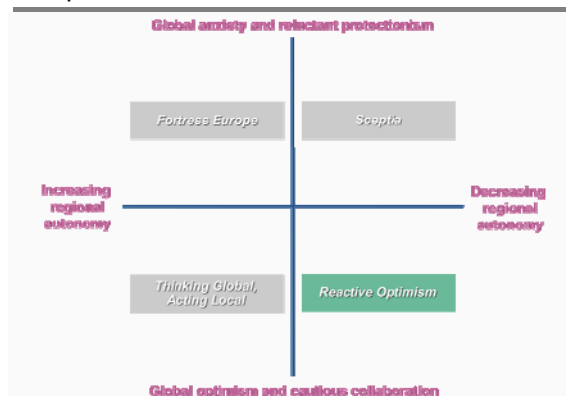 Global anxiety and reluctant protectionism
Fortress Europe
Sceptia
Increasing
regional
autonomy
Decreasing
regional
autonomy
Thinking Global,
Acting Local
Reactive Optimism
Global optimism and cautious collaboration